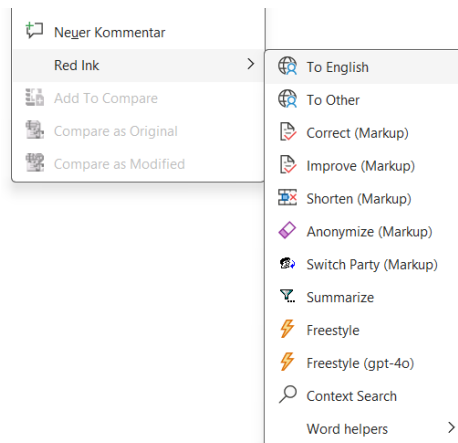 Neuer Kommentar
Red Ink
Add To Compare
Compare as Original
Compare as Modified
To English
To Other
Correct (Markup)
Improve (Markup)
Shorten (Markup)
Anonymize (Markup)
Switch Party (Markup)
Summarize
Freestyle
Freestyle (gpt-4o)
Context Search
Word helpers